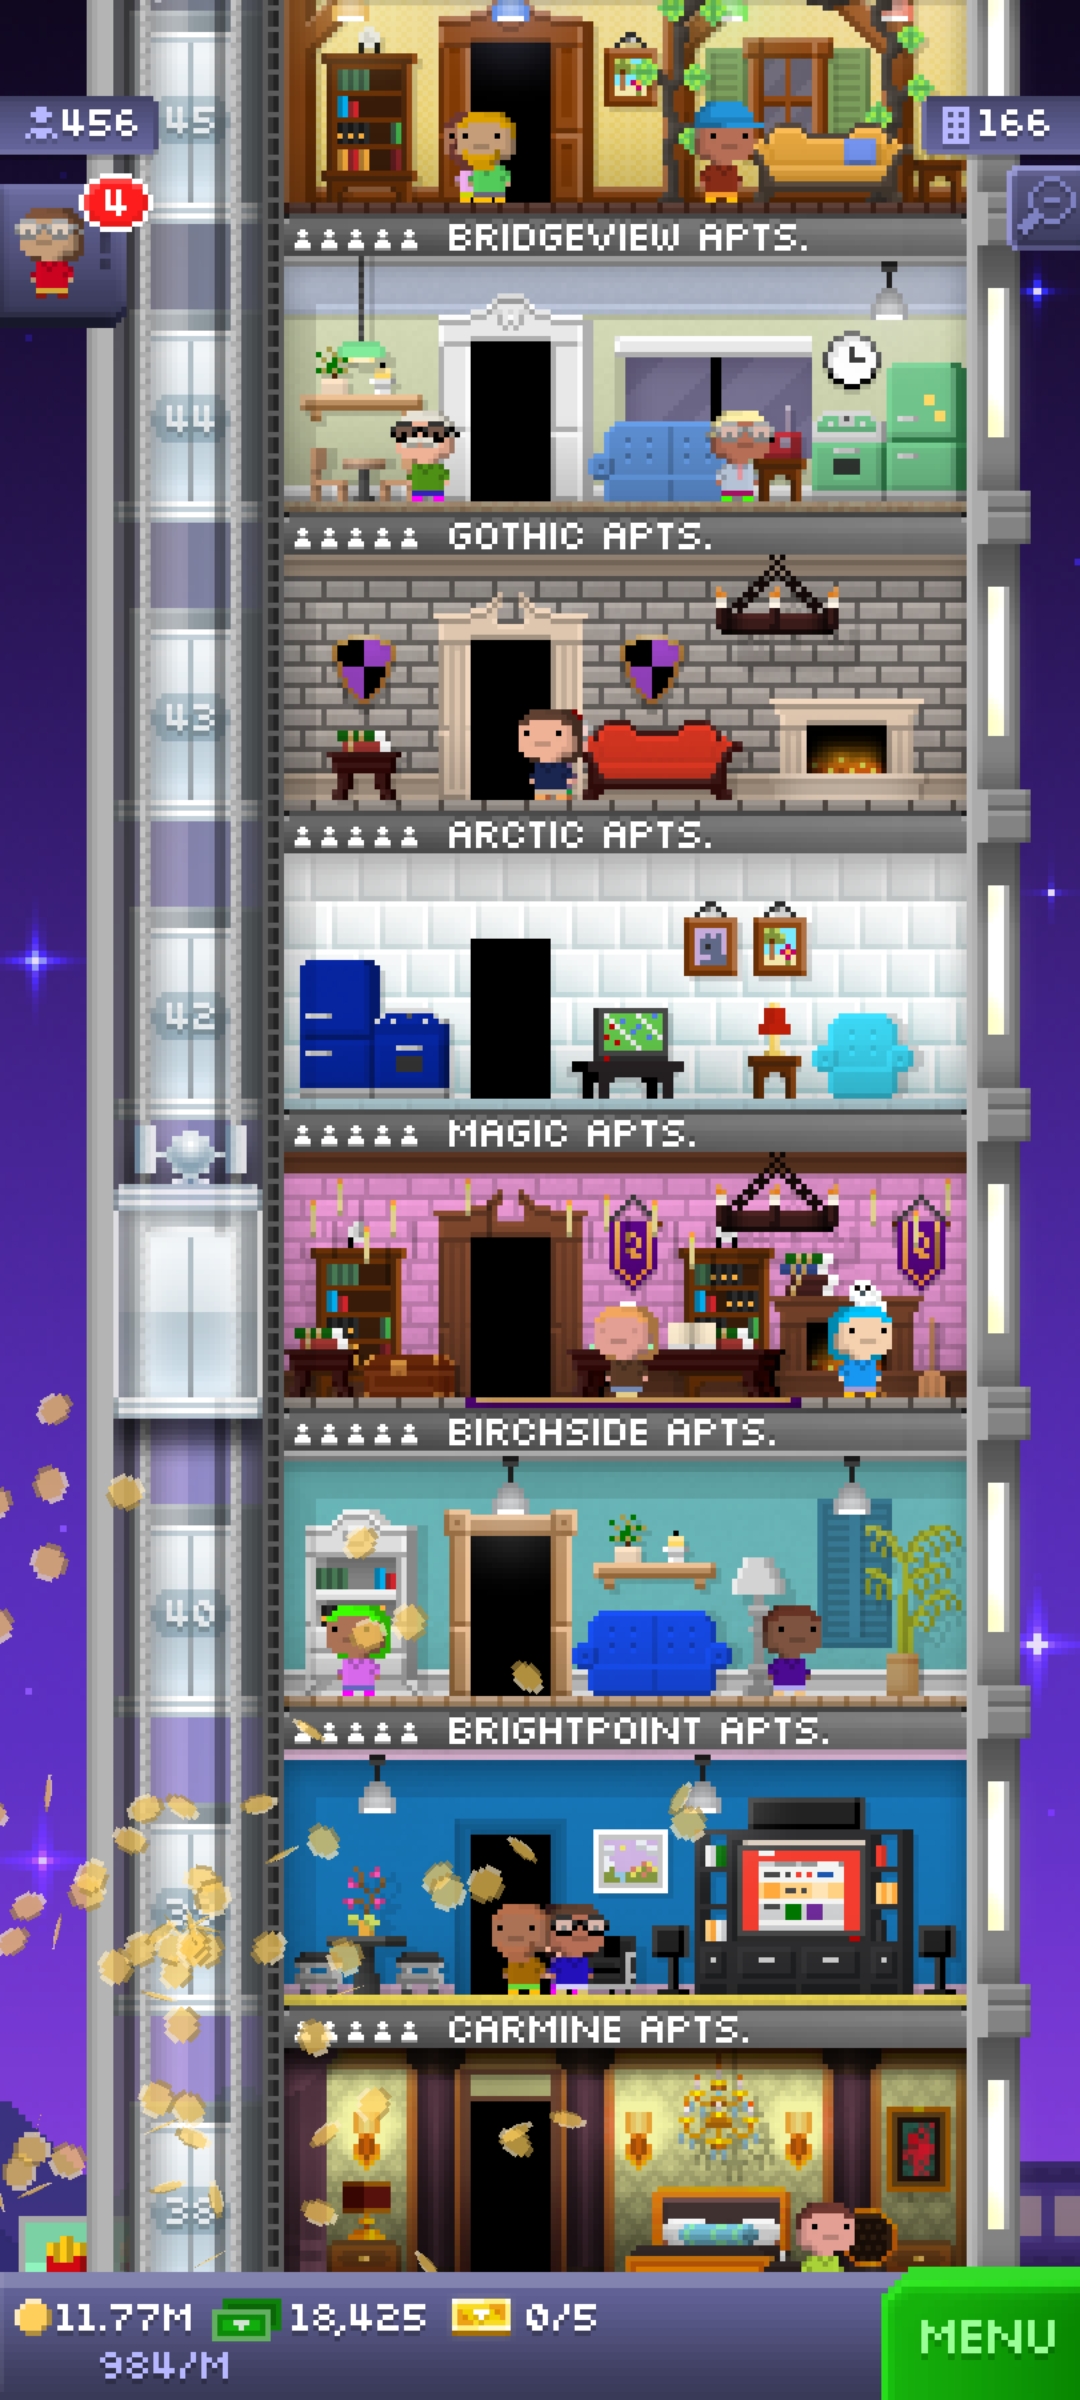 456
45
166
4
BRIDGEVIEW APTS.
44
GOTHIC APTS.
43
ARCTIC APTS.
42
MAGIC APTS.
BIRCHSIDE APTS.
40
BRIGHTPOINT APTS.
CARMINE APTS.
38
11.77M 18,425 0/5
984/M
MENU